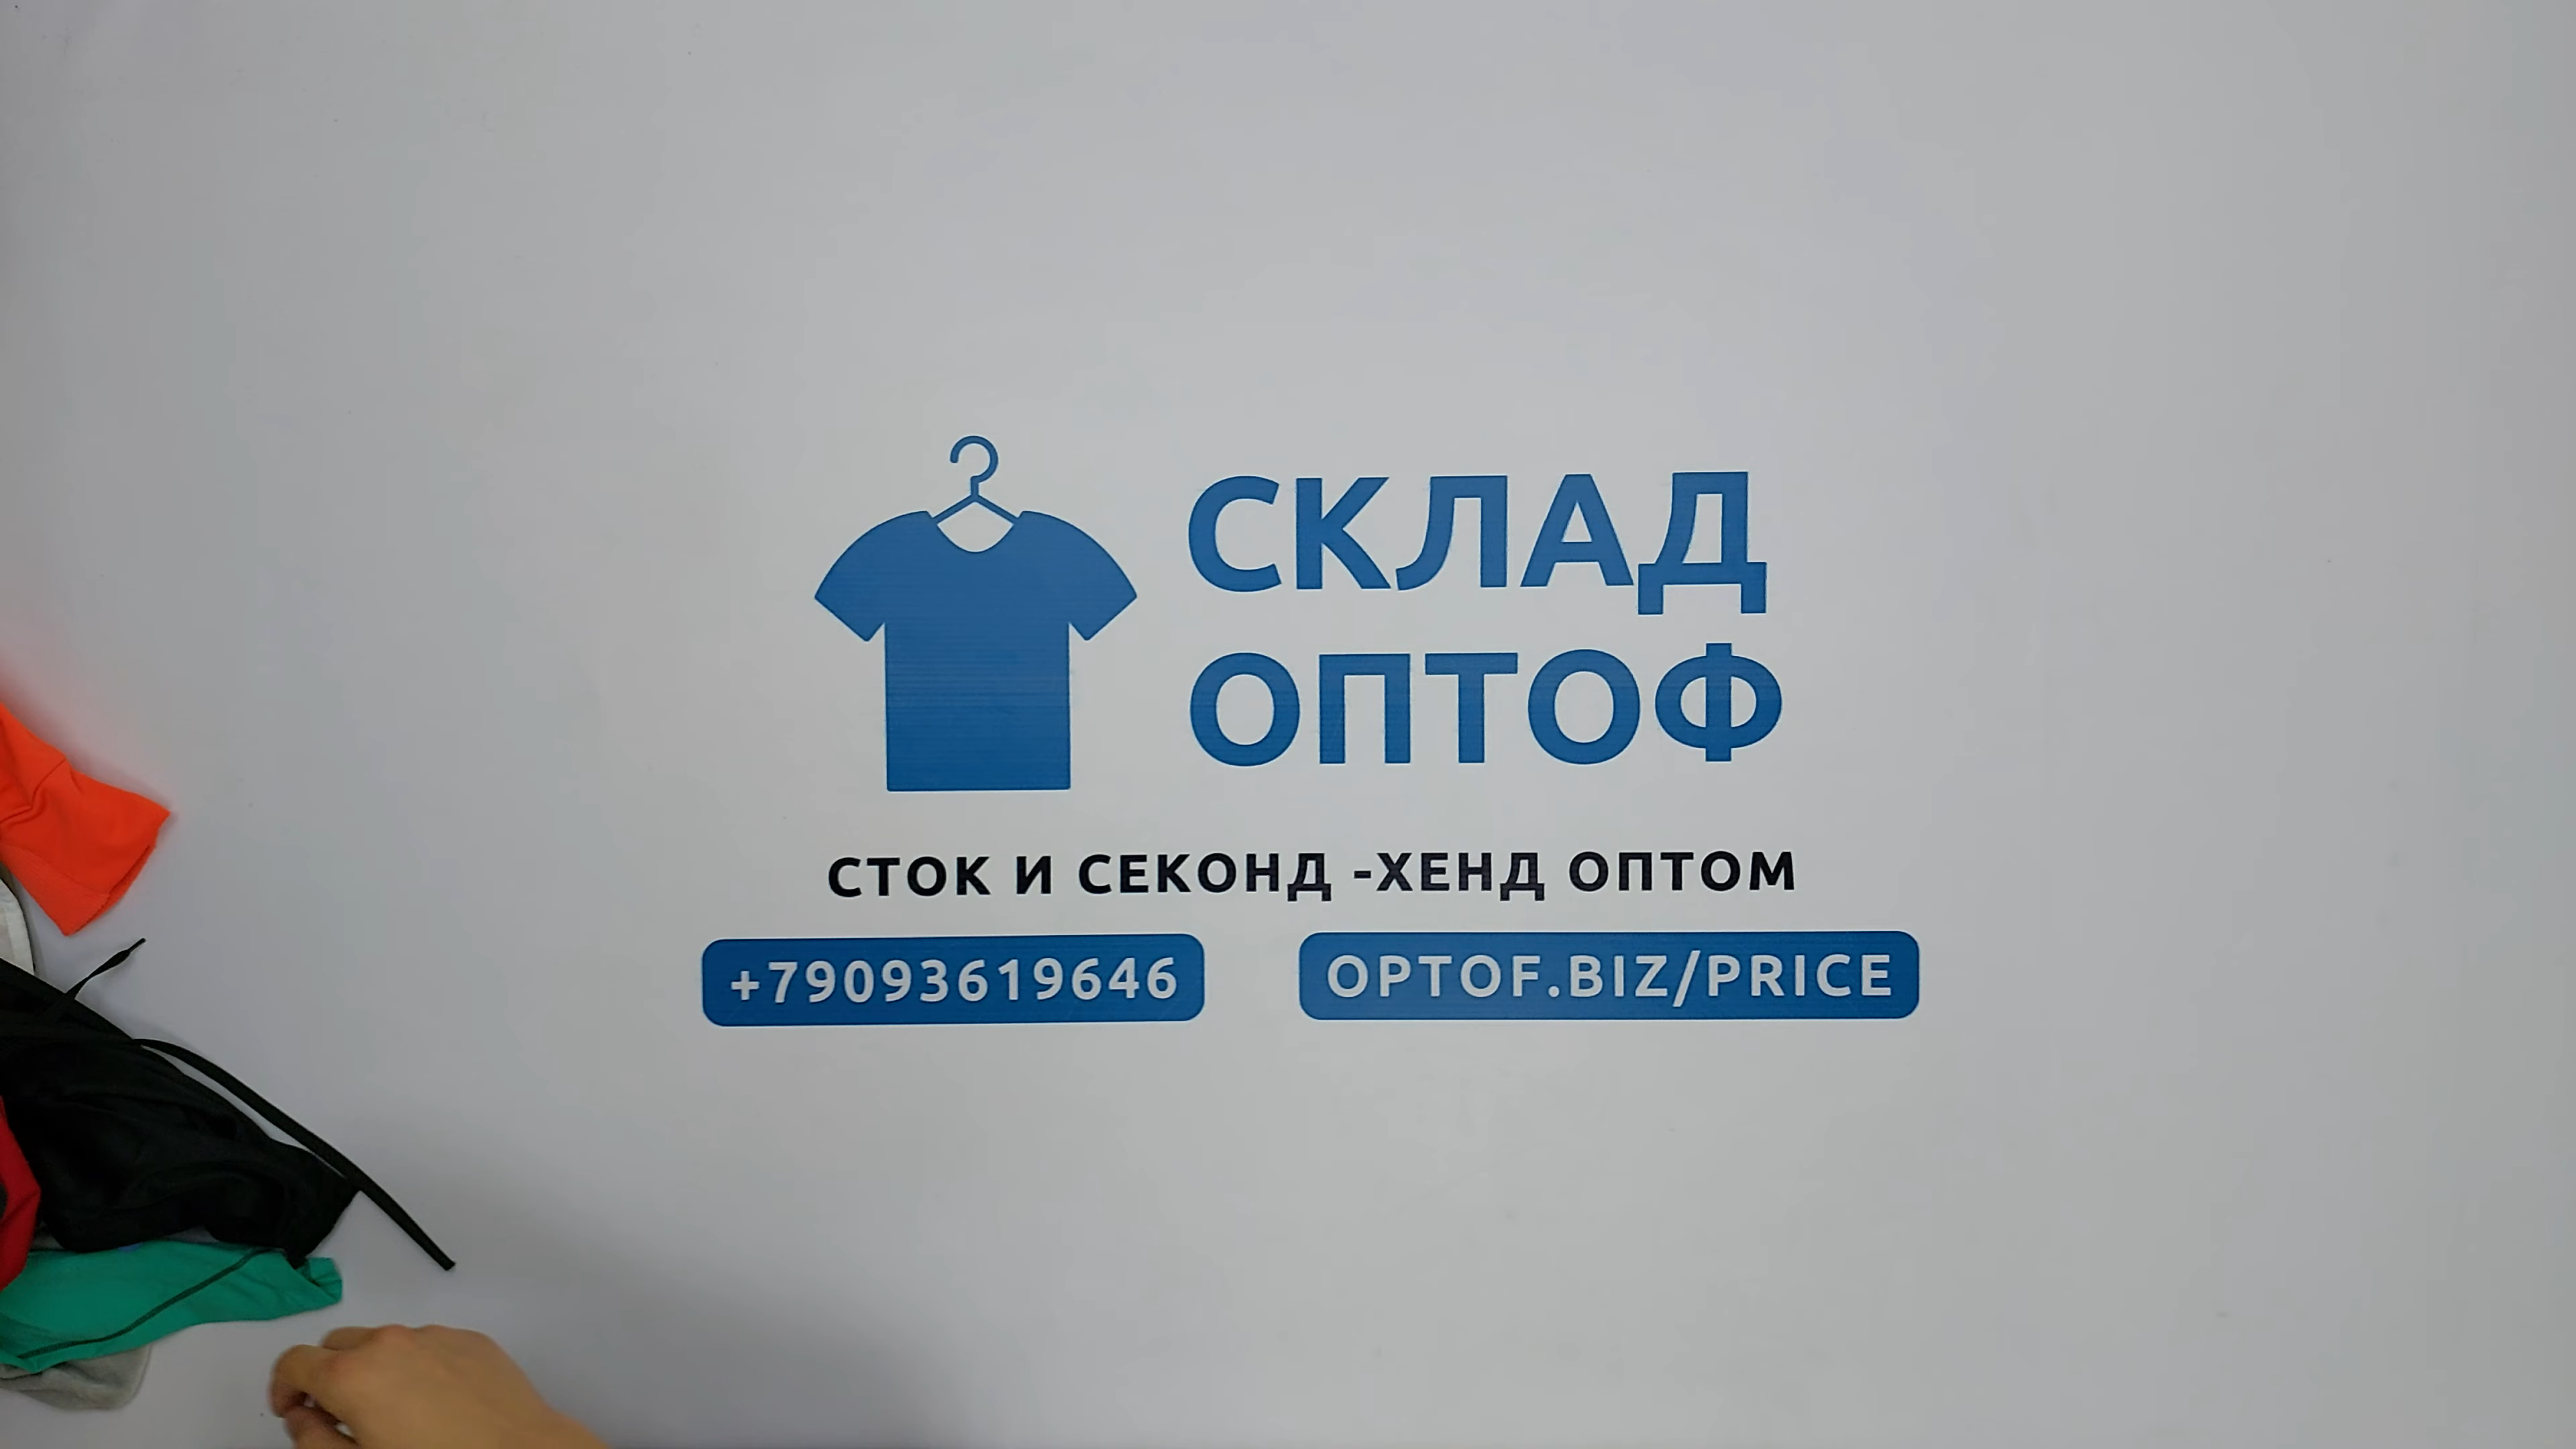 СКЛАД
ОПТОФ
СТОК И СЕКОНД -ХЕНД ОПТОМ
+79093619646
OPTOF.BIZ/PRICE